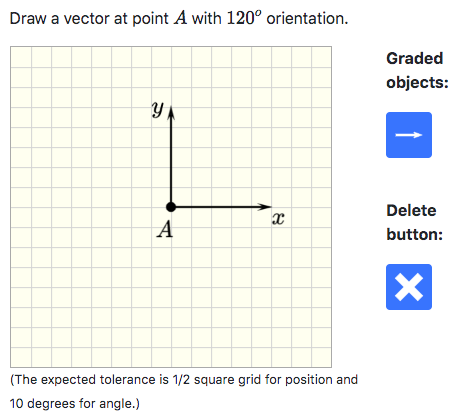 Draw a vector at point A with 120° orientation.
Graded
objects:
y
x
A
Delete
button:
(The expected tolerance is 1/2 square grid for position and
10 degrees for angle.)